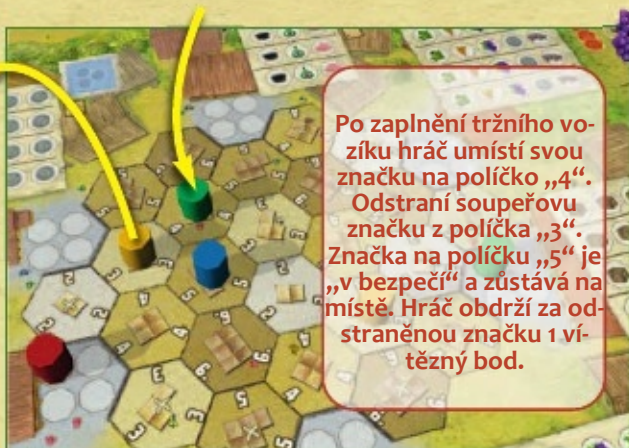 Po zaplnění tržního vo-
zíku hráč umístí svou
značku na políčko „4“.
Odstraní soupeřovu
značku z políčka „3“.
Značka na políčku „5“ je
„v bezpečí“ a zůstává na
místě. Hráč obdrží za od-
straněnou značku 1 ví-
tězný bod.